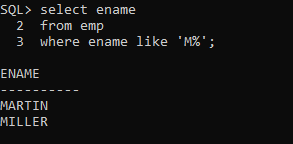 SQL> select ename
  2  from emp
  3  where ename like 'M%';

ENAME
----------
MARTIN
MILLER